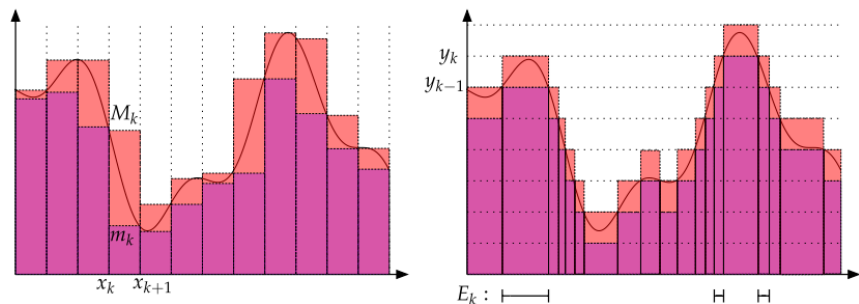 M_k
m_k
x_k x_{k+1}
y_k
y_{k−1}
E_k :